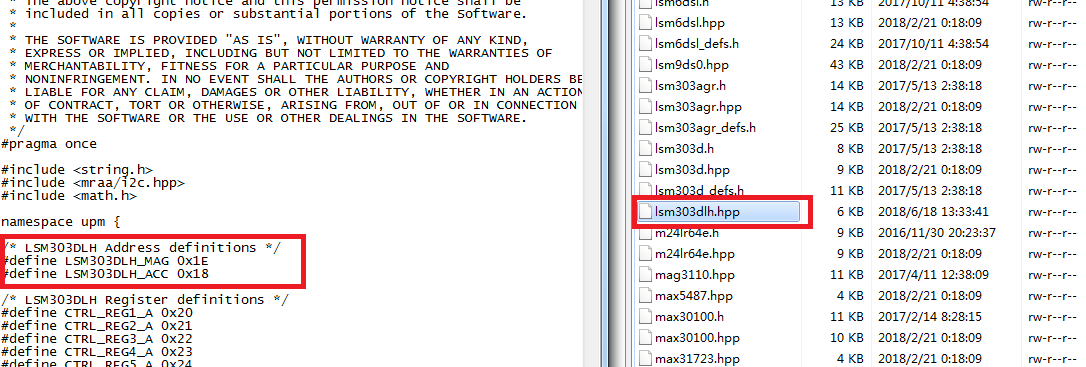 * The above copyright notice and this permission notice shall be
* included in all copies or substantial portions of the Software.
*
* THE SOFTWARE IS PROVIDED "AS IS", WITHOUT WARRANTY OF ANY KIND,
* EXPRESS OR IMPLIED, INCLUDING BUT NOT LIMITED TO THE WARRANTIES OF
* MERCHANTABILITY, FITNESS FOR A PARTICULAR PURPOSE AND
* NONINFRINGEMENT. IN NO EVENT SHALL THE AUTHORS OR COPYRIGHT HOLDERS BE
* LIABLE FOR ANY CLAIM, DAMAGES OR OTHER LIABILITY, WHETHER IN AN ACTION
* OF CONTRACT, TORT OR OTHERWISE, ARISING FROM, OUT OF OR IN CONNECTION
* WITH THE SOFTWARE OR THE USE OR OTHER DEALINGS IN THE SOFTWARE.
*/
#pragma once
#include <string.h>
#include <mraa/i2c.hpp>
#include <math.h>
namespace upm {
/* LSM303DLH Address definitions */
#define LSM303DLH_MAG 0x1E
#define LSM303DLH_ACC 0x18
/* LSM303DLH Register definitions */
#define CTRL_REG1_A 0x20
#define CTRL_REG2_A 0x21
#define CTRL_REG3_A 0x22
#define CTRL_REG4_A 0x23
#define CTRL_REG5_A 0x24
lsm6dsl.h 13 KB 2017/10/11 4:38:54 rw-r--r--
lsm6dsl.hpp 13 KB 2018/2/21 0:18:09 rw-r--r--
lsm6dsl_defs.h 24 KB 2017/10/11 4:38:54 rw-r--r--
lsm9ds0.hpp 43 KB 2018/2/21 0:18:09 rw-r--r--
lsm303agr.h 14 KB 2017/5/13 2:38:18 rw-r--r--
lsm303agr.hpp 14 KB 2018/2/21 0:18:09 rw-r--r--
lsm303agr_defs.h 25 KB 2017/5/13 2:38:18 rw-r--r--
lsm303d.h 8 KB 2017/5/13 2:38:18 rw-r--r--
lsm303d.hpp 9 KB 2018/2/21 0:18:09 rw-r--r--
lsm303d_defs.h 11 KB 2017/5/13 2:38:18 rw-r--r--
lsm303dlh.hpp 6 KB 2018/6/18 13:33:41 rw-r--r--
m24lr64e.h 9 KB 2016/11/30 20:23:37 rw-r--r--
m24lr64e.hpp 9 KB 2018/2/21 0:18:09 rw-r--r--
mag3110.hpp 14 KB 2017/4/11 12:38:09 rw-r--r--
max5487.hpp 4 KB 2018/2/21 0:18:09 rw-r--r--
max30100.h 11 KB 2017/2/14 8:28:15 rw-r--r--
max30100.hpp 10 KB 2018/2/21 0:18:09 rw-r--r--
max31723.hpp 4 KB 2018/2/21 0:18:09 rw-r--r--